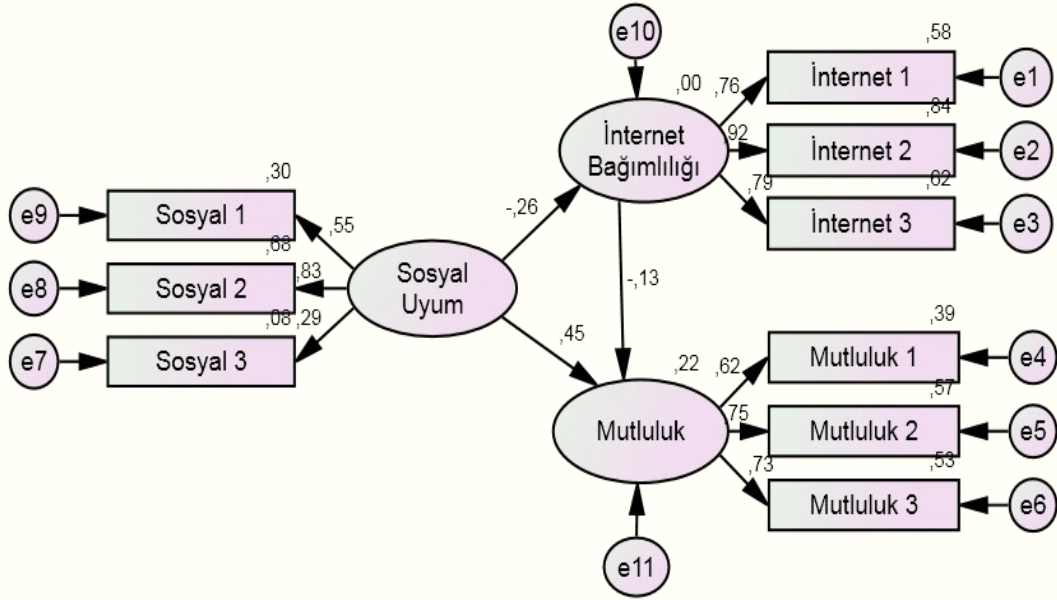 e10
,58
,00
,76
İnternet 1
e1
,84
İnternet
Bağımlılığı
,92
İnternet 2
e2
,62
,79
İnternet 3
e3
,30
e9
Sosyal 1
,55
-,26
,68
e8
Sosyal 2
,83
Sosyal
Uyum
-,13
,08
,29
e7
Sosyal 3
,45
,39
,22
,62
Mutluluk 1
e4
,57
Mutluluk
,75
Mutluluk 2
e5
,53
,73
Mutluluk 3
e6
e11